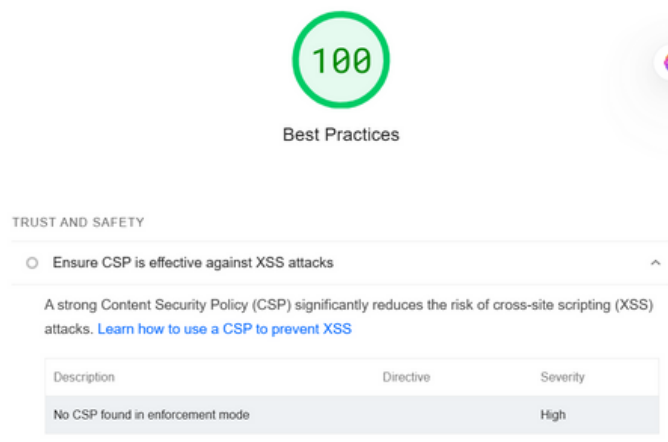 100
Best Practices
TRUST AND SAFETY
Ensure CSP is effective against XSS attacks
A strong Content Security Policy (CSP) significantly reduces the risk of cross-site scripting (XSS)
attacks. Learn how to use a CSP to prevent XSS
Description Directive Severity
No CSP found in enforcement mode High